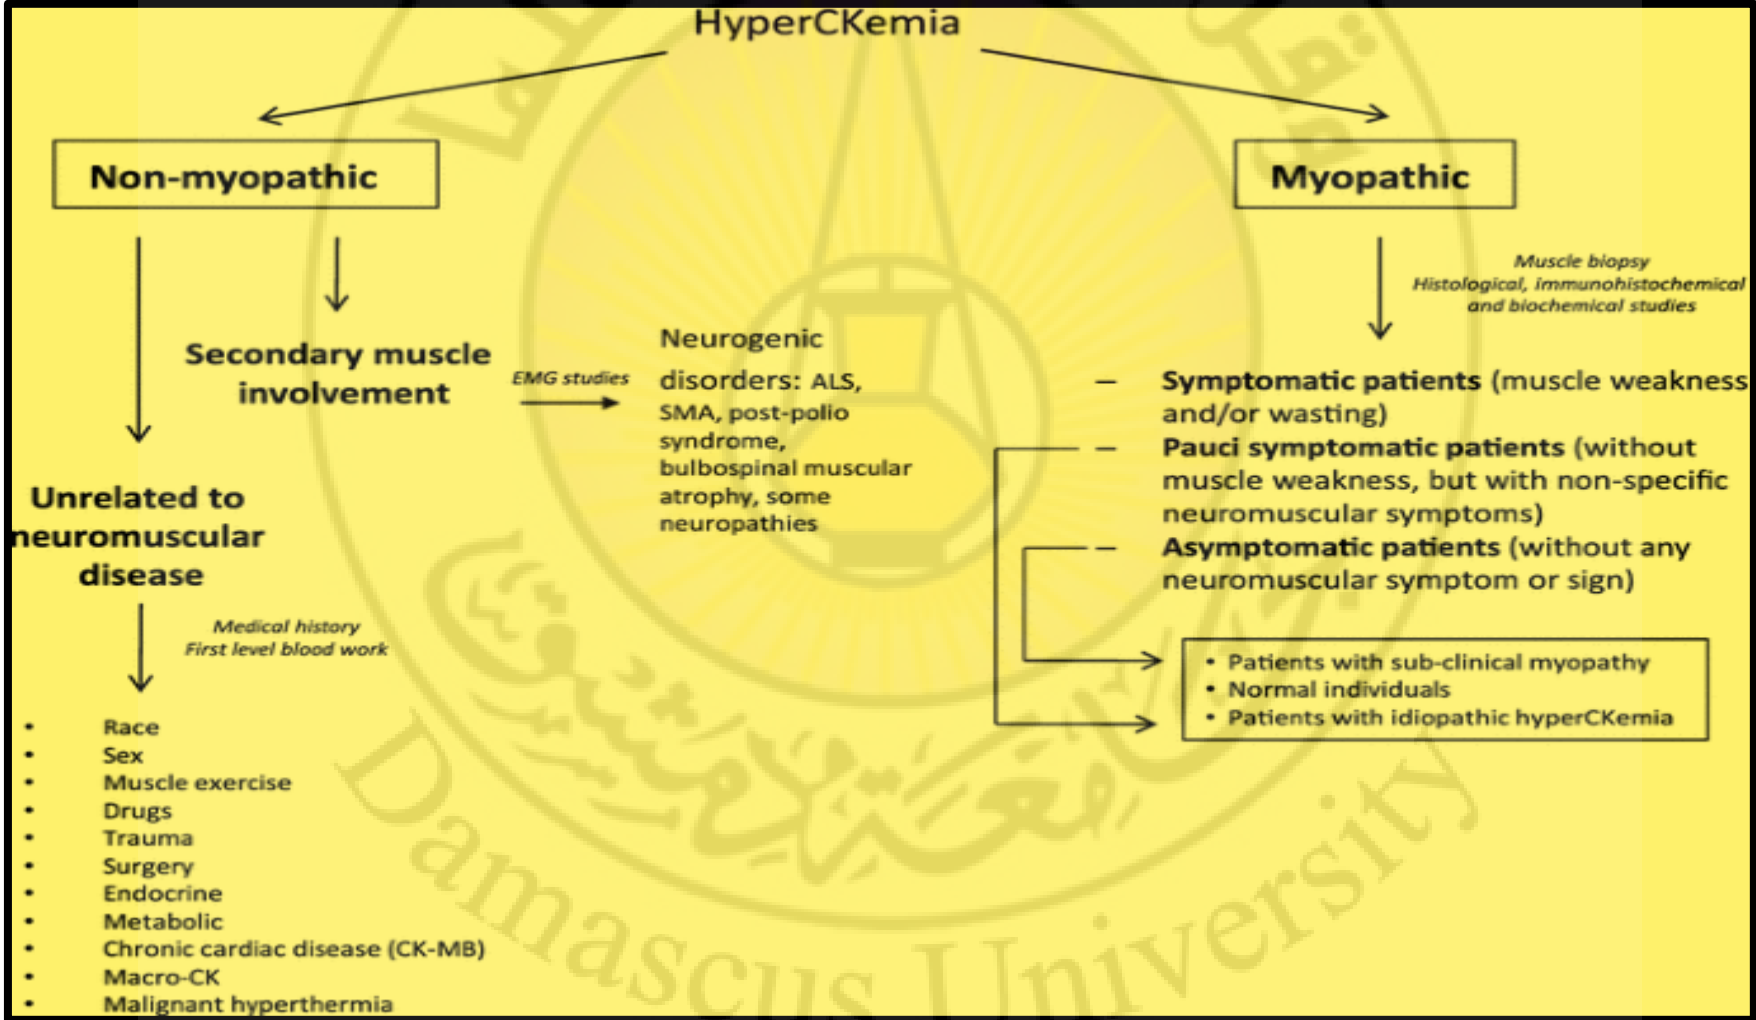 HyperCKemia
Non-myopathic
Myopathic
Muscle biopsy
Histological, immunohistochemical
and biochemical studies
Secondary muscle
involvement
EMG studies
Neurogenic
disorders: ALS,
SMA, post-polio
syndrome,
bulbospinal muscular
atrophy, some
neuropathies
– Symptomatic patients (muscle weakness
and/or wasting)
– Pauci symptomatic patients (without
muscle weakness, but with non-specific
neuromuscular symptoms)
– Asymptomatic patients (without any
neuromuscular symptom or sign)
• Patients with sub-clinical myopathy
• Normal individuals
• Patients with idiopathic hyperCKemia
Unrelated to
neuromuscular
disease
Medical history
First level blood work
• Race
• Sex
• Muscle exercise
• Drugs
• Trauma
• Surgery
• Endocrine
• Metabolic
• Chronic cardiac disease (CK-MB)
• Macro-CK
• Malignant hyperthermia
جامعة دمشق
Damascus University